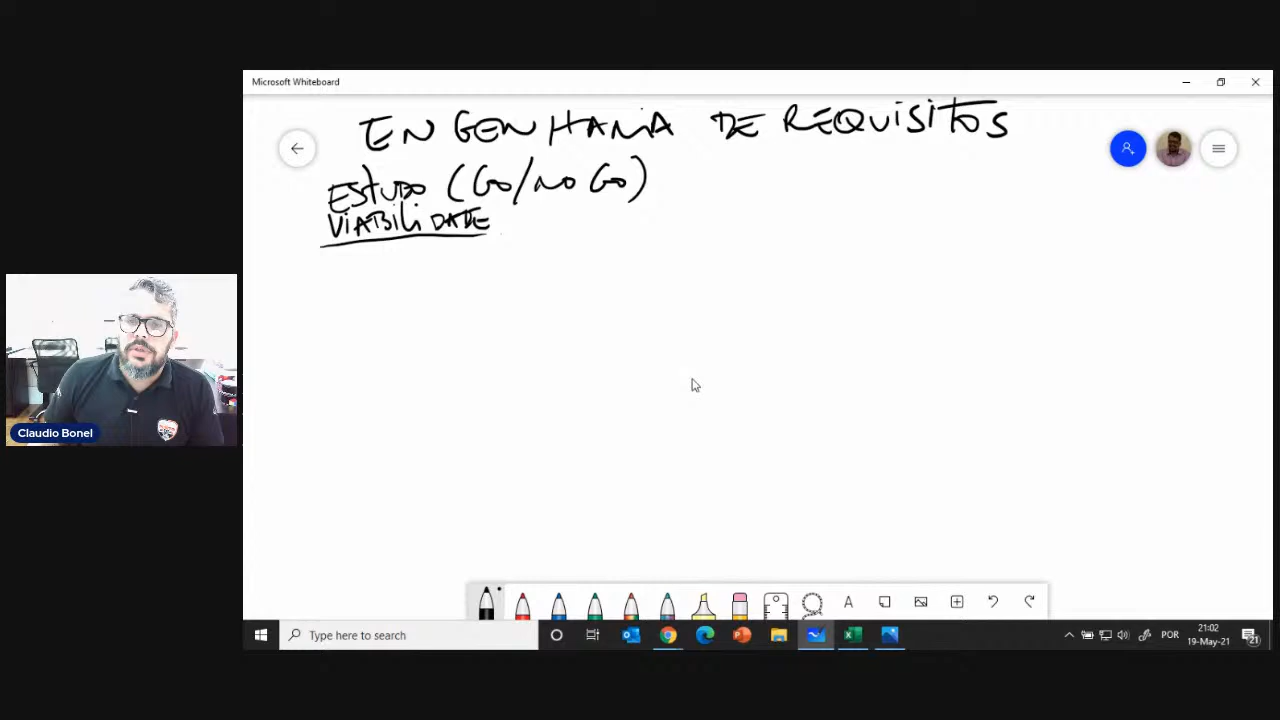 Microsoft Whiteboard
ENGENHARIA DE REQUISITOS
ESTUDO (GO/NO GO)
VIABILIDADE
Claudio Bonel
A
Type here to search
POR
21:02
19-May-21
21